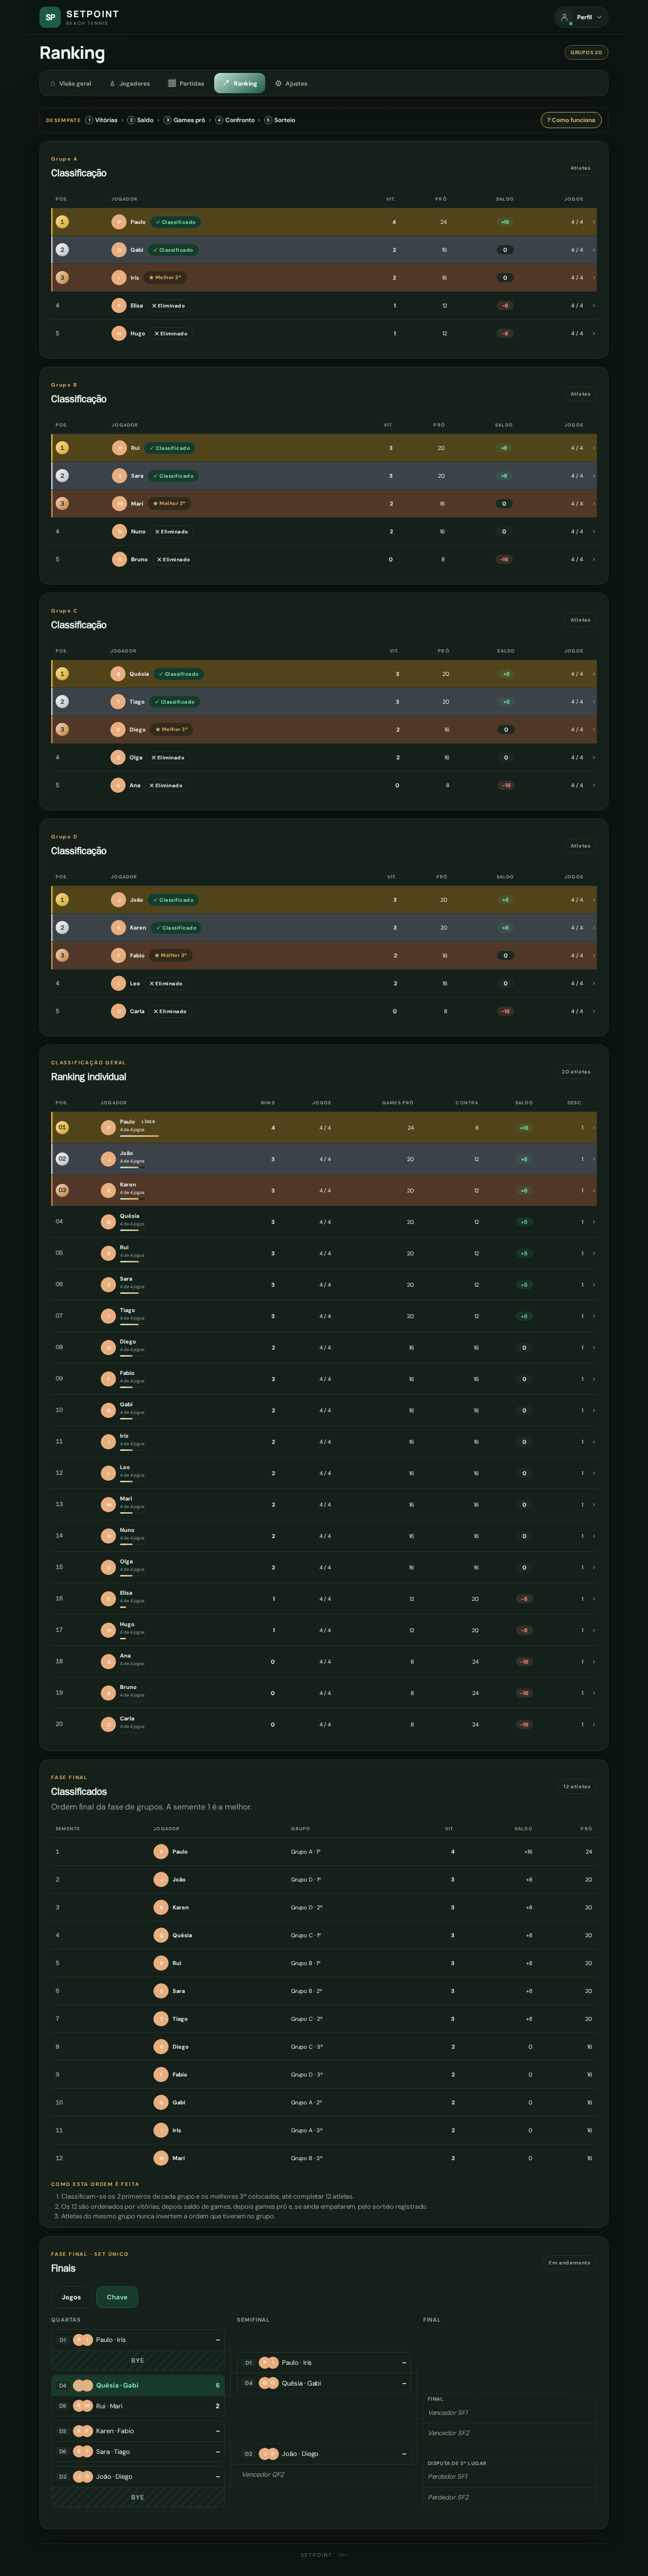 SP
SETPOINT
BEACH TENNIS
Perfil
Ranking
GRUPOS 20
Visão geral
Jogadores
Partidas
Ranking
Ajustes
DESEMPATE 1 Vitórias › 2 Saldo › 3 Games pró › 4 Confronto › 5 Sorteio
? Como funciona
Grupo A
Classificação
Atletas
POS. JOGADOR VIT. PRÓ SALDO JOGOS
1 P Paulo ✓ Classificado 4 24 +16 4 / 4
2 G Gabi ✓ Classificado 2 16 0 4 / 4
3 I Iris ★ Melhor 3º 2 16 0 4 / 4
4 E Elisa ✕ Eliminado 1 12 -8 4 / 4
5 H Hugo ✕ Eliminado 1 12 -8 4 / 4
Grupo B
Classificação
Atletas
POS. JOGADOR VIT. PRÓ SALDO JOGOS
1 R Rui ✓ Classificado 3 20 +8 4 / 4
2 S Sara ✓ Classificado 3 20 +8 4 / 4
3 M Mari ★ Melhor 3º 2 16 0 4 / 4
4 N Nuno ✕ Eliminado 2 16 0 4 / 4
5 B Bruno ✕ Eliminado 0 8 -16 4 / 4
Grupo C
Classificação
Atletas
POS. JOGADOR VIT. PRÓ SALDO JOGOS
1 Q Quésia ✓ Classificado 3 20 +8 4 / 4
2 T Tiago ✓ Classificado 3 20 +8 4 / 4
3 D Diego ★ Melhor 3º 2 16 0 4 / 4
4 O Olga ✕ Eliminado 2 16 0 4 / 4
5 A Ana ✕ Eliminado 0 8 -16 4 / 4
Grupo D
Classificação
Atletas
POS. JOGADOR VIT. PRÓ SALDO JOGOS
1 J João ✓ Classificado 3 20 +8 4 / 4
2 K Karen ✓ Classificado 3 20 +8 4 / 4
3 F Fabio ★ Melhor 3º 2 16 0 4 / 4
4 L Leo ✕ Eliminado 2 16 0 4 / 4
5 C Carla ✕ Eliminado 0 8 -16 4 / 4
CLASSIFICAÇÃO GERAL
Ranking individual
20 atletas
POS. JOGADOR WINS JOGOS GAMES PRÓ CONTRA SALDO DESC.
01 P Paulo LÍDER 4 4 / 4 24 8 +16 1
4 de 4 jogos
02 J João 3 4 / 4 20 12 +8 1
4 de 4 jogos
03 K Karen 3 4 / 4 20 12 +8 1
4 de 4 jogos
04 Q Quésia 3 4 / 4 20 12 +8 1
4 de 4 jogos
05 R Rui 3 4 / 4 20 12 +8 1
4 de 4 jogos
06 S Sara 3 4 / 4 20 12 +8 1
4 de 4 jogos
07 T Tiago 3 4 / 4 20 12 +8 1
4 de 4 jogos
08 D Diego 2 4 / 4 16 16 0 1
4 de 4 jogos
09 F Fabio 2 4 / 4 16 16 0 1
4 de 4 jogos
10 G Gabi 2 4 / 4 16 16 0 1
4 de 4 jogos
11 I Iris 2 4 / 4 16 16 0 1
4 de 4 jogos
12 L Leo 2 4 / 4 16 16 0 1
4 de 4 jogos
13 M Mari 2 4 / 4 16 16 0 1
4 de 4 jogos
14 N Nuno 2 4 / 4 16 16 0 1
4 de 4 jogos
15 O Olga 2 4 / 4 16 16 0 1
4 de 4 jogos
16 E Elisa 1 4 / 4 12 20 -8 1
4 de 4 jogos
17 H Hugo 1 4 / 4 12 20 -8 1
4 de 4 jogos
18 A Ana 0 4 / 4 8 24 -16 1
4 de 4 jogos
19 B Bruno 0 4 / 4 8 24 -16 1
4 de 4 jogos
20 C Carla 0 4 / 4 8 24 -16 1
4 de 4 jogos
FASE FINAL
Classificados
12 atletas
Ordem final da fase de grupos. A semente 1 é a melhor.
SEMENTE JOGADOR GRUPO VIT. SALDO PRÓ
1 P Paulo Grupo A · 1º 4 +16 24
2 J João Grupo D · 1º 3 +8 20
3 K Karen Grupo D · 2º 3 +8 20
4 Q Quésia Grupo C · 1º 3 +8 20
5 R Rui Grupo B · 1º 3 +8 20
6 S Sara Grupo B · 2º 3 +8 20
7 T Tiago Grupo C · 2º 3 +8 20
8 D Diego Grupo C · 3º 2 0 16
9 F Fabio Grupo D · 3º 2 0 16
10 G Gabi Grupo A · 2º 2 0 16
11 I Iris Grupo A · 3º 2 0 16
12 M Mari Grupo B · 3º 2 0 16
COMO ESTA ORDEM É FEITA
1. Classificam-se os 2 primeiros de cada grupo e os melhores 3º colocados, até completar 12 atletas.
2. Os 12 são ordenados por vitórias, depois saldo de games, depois games pró e, se ainda empatarem, pelo sorteio registrado.
3. Atletas do mesmo grupo nunca invertem a ordem que tiveram no grupo.
FASE FINAL · SET ÚNICO
Finais
Em andamento
Jogos
Chave
QUARTAS
D1 P I Paulo · Iris –
BYE
D4 Quésia · Gabi 6
D5 R M Rui · Mari 2
D3 K F Karen · Fabio –
D6 S T Sara · Tiago –
D2 J D João · Diego –
BYE
SEMIFINAL
D1 P I Paulo · Iris –
D4 Q G Quésia · Gabi –
D2 J D João · Diego –
Vencedor QF2
FINAL
FINAL
Vencedor SF1
Vencedor SF2
DISPUTA DE 3º LUGAR
Perdedor SF1
Perdedor SF2
SETPOINT